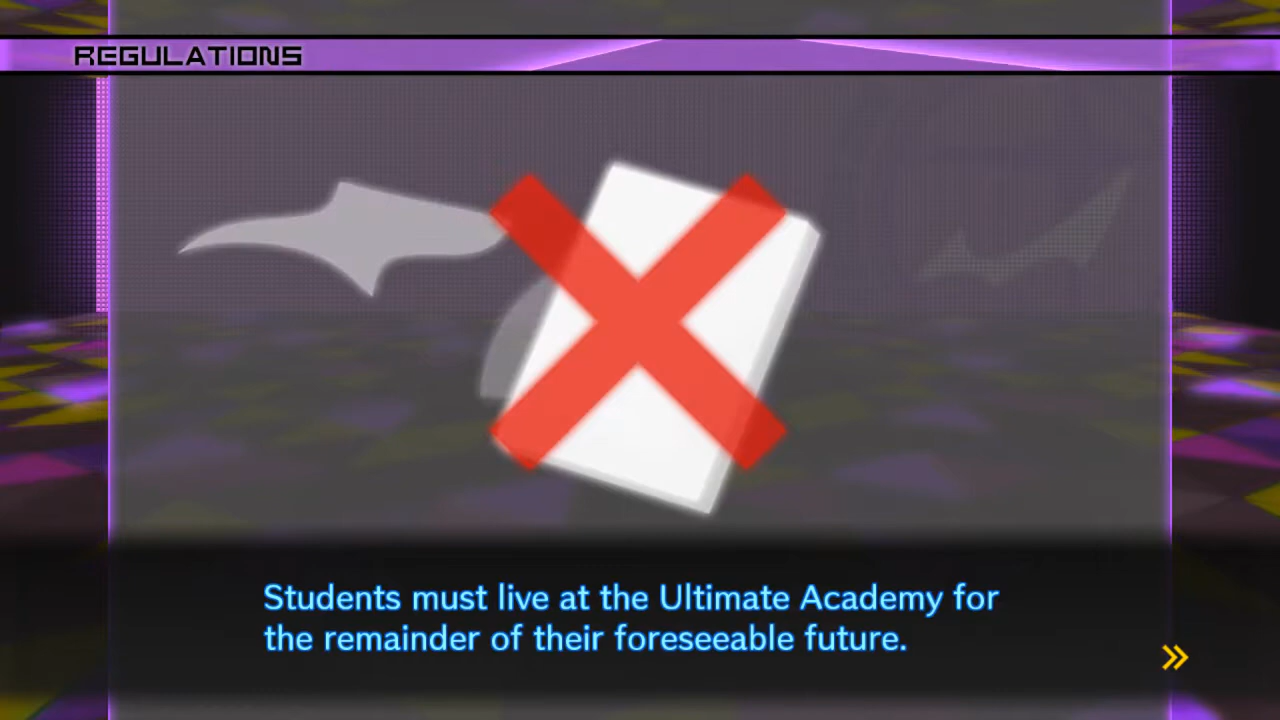 REGULATIONS
Students must live at the Ultimate Academy for
the remainder of their foreseeable future.